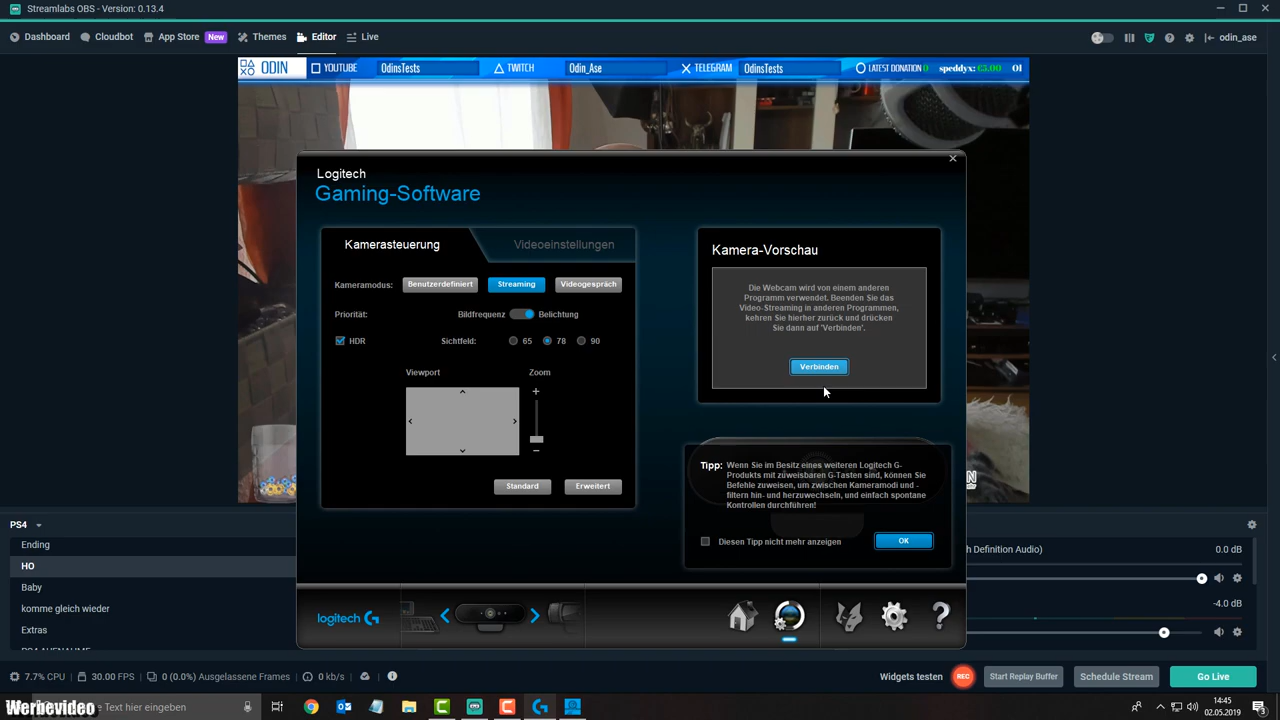 Streamlabs OBS - Version: 0.13.4
Dashboard Cloudbot App Store New Themes Editor Live odin_ase
ODIN YOUTUBE OdinsTests TWITCH Odin_Ase TELEGRAM OdinsTests LATEST DONATION speddyx: €5.00
Logitech
Gaming-Software
Kamerasteuerung Videoeinstellungen
Kameramodus: Benutzerdefiniert Streaming Videogespräch
Priorität: Bildfrequenz Belichtung
HDR Sichtfeld: 65 78 90
Viewport Zoom
Standard Erweitert
Kamera-Vorschau
Die Webcam wird von einem anderen
Programm verwendet. Beenden Sie das
Video-Streaming in anderen Programmen,
kehren Sie hierher zurück und drücken
Sie dann auf 'Verbinden'.
Verbinden
Tipp: Wenn Sie im Besitz eines weiteren Logitech G-
Produkts mit zuweisbaren G-Tasten sind, können Sie
Befehle zuweisen, um zwischen Kameramodi und -
filtern hin- und herzuwechseln, und einfach spontane
Kontrollen durchführen!
Diesen Tipp nicht mehr anzeigen OK
logitech G
PS4
Ending
HO
Baby
komme gleich wieder
Extras
PS4 AUFNAHME
h Definition Audio) 0.0 dB
-4.0 dB
7.7% CPU 30.00 FPS 0 (0.0%) Ausgelassene Frames 0 kb/s Widgets testen REC Start Replay Buffer Schedule Stream Go Live
Werbevideo
Text hier eingeben
14:45
02.05.2019
3